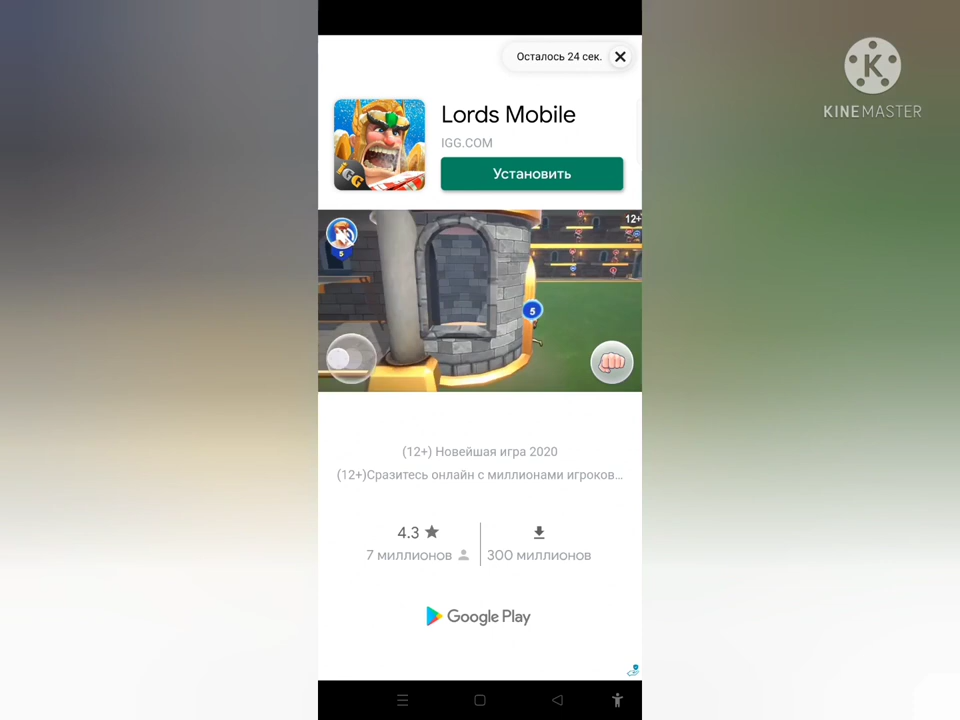 Осталось 24 сек.
KINEMASTER
Lords Mobile
IGG.COM
Установить
IGG
12+
5
5
(12+) Новейшая игра 2020
(12+)Сразитесь онлайн с миллионами игроков…
4.3
7 миллионов
300 миллионов
Google Play